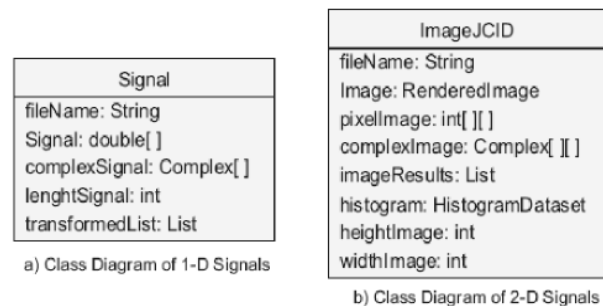 Signal
fileName: String
Signal: double[ ]
complexSignal: Complex[ ]
lenghtSignal: int
transformedList: List
a) Class Diagram of 1-D Signals
ImageJCID
fileName: String
Image: RenderedImage
pixelImage: int[ ][ ]
complexImage: Complex[ ][ ]
imageResults: List
histogram: HistogramDataset
heightImage: int
widthImage: int
b) Class Diagram of 2-D Signals